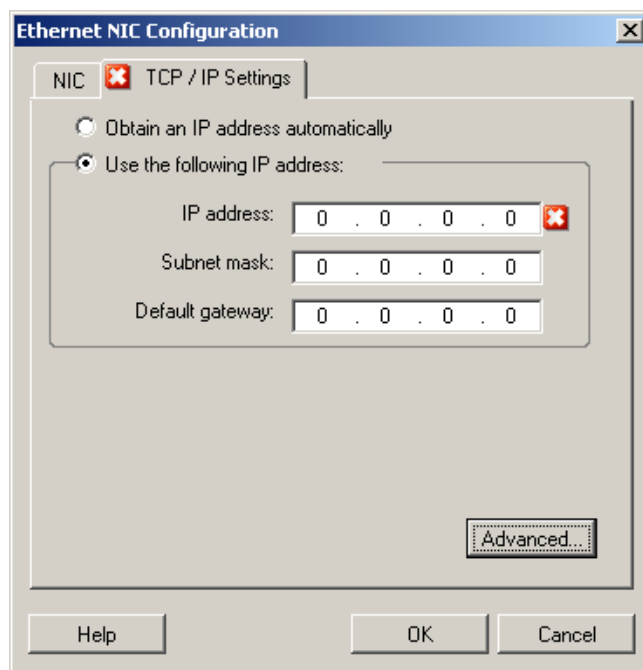 Ethernet NIC Configuration
NIC
TCP / IP Settings
Obtain an IP address automatically
Use the following IP address:
IP address: 0 . 0 . 0 . 0
Subnet mask: 0 . 0 . 0 . 0
Default gateway: 0 . 0 . 0 . 0
Advanced...
Help OK Cancel